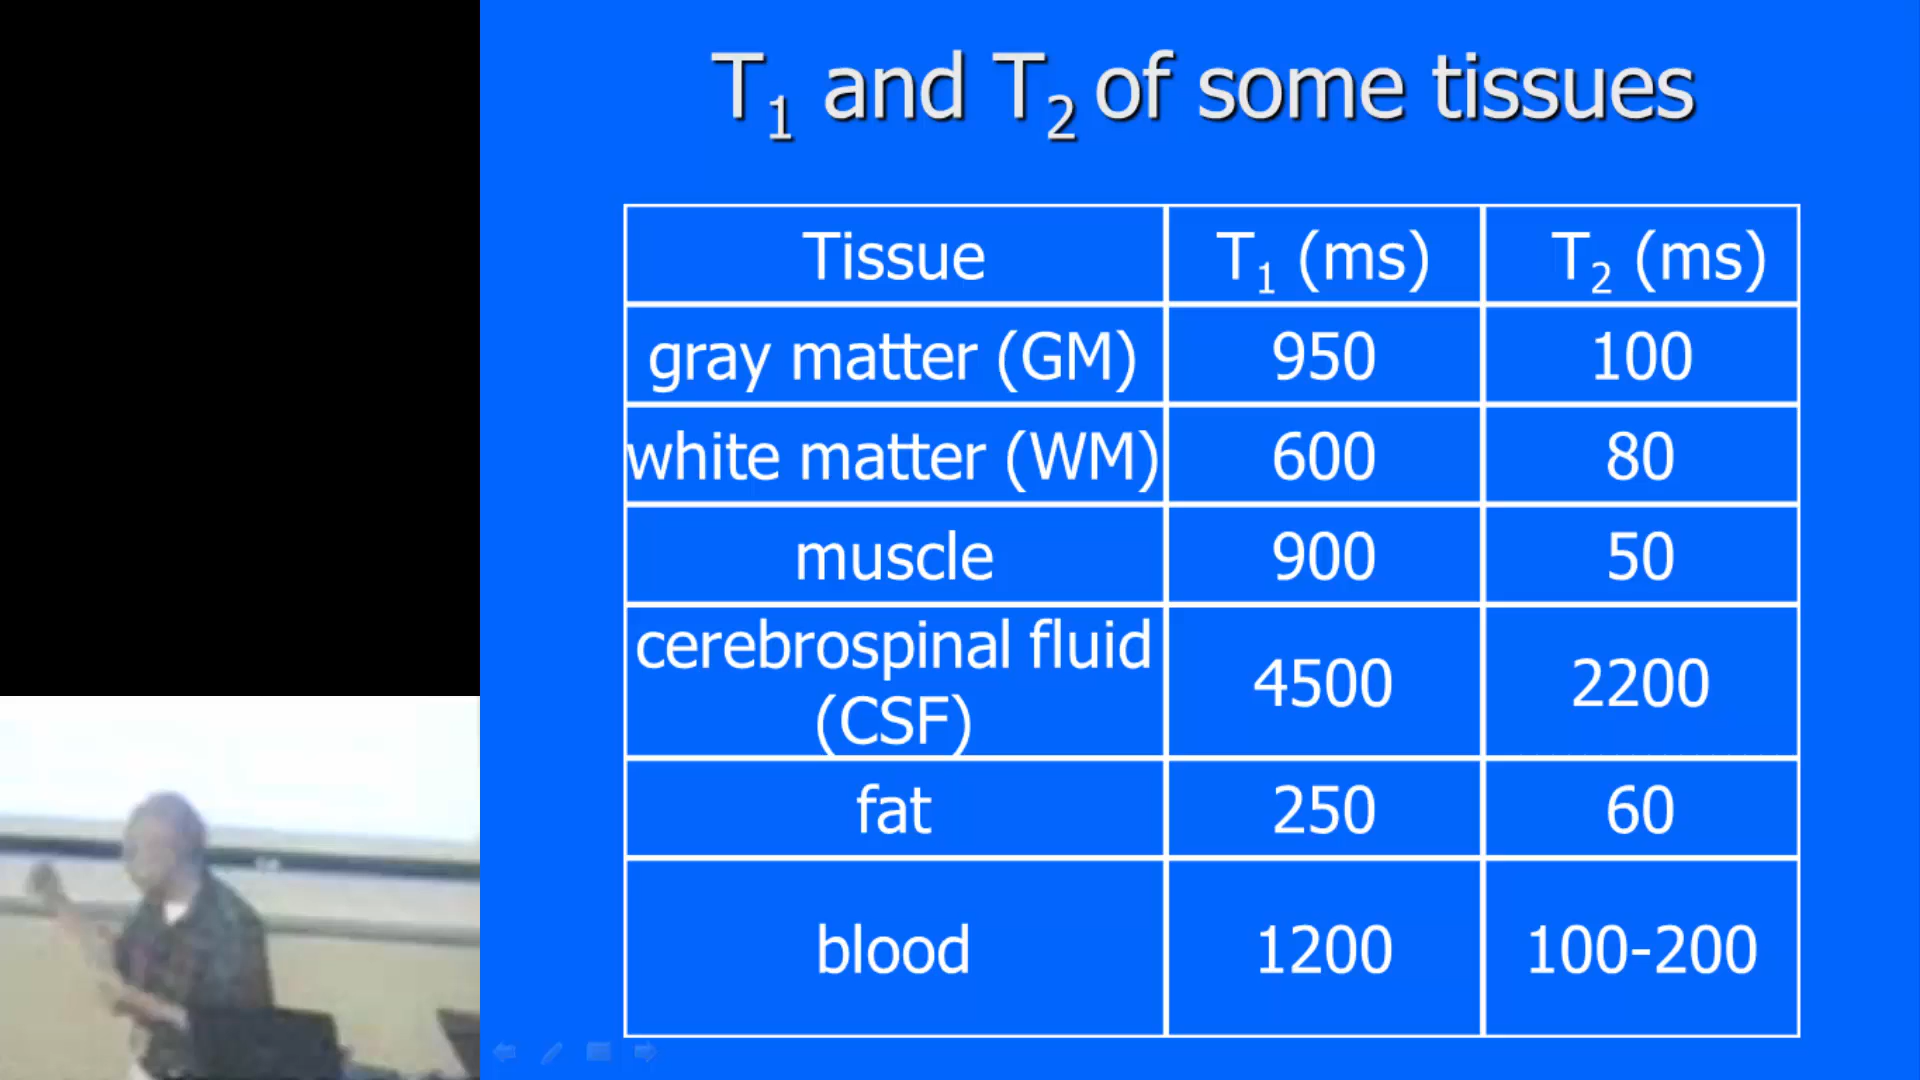 T₁ and T₂ of some tissues
Tissue T₁ (ms) T₂ (ms)
gray matter (GM) 950 100
white matter (WM) 600 80
muscle 900 50
cerebrospinal fluid
(CSF) 4500 2200
fat 250 60
blood 1200 100-200